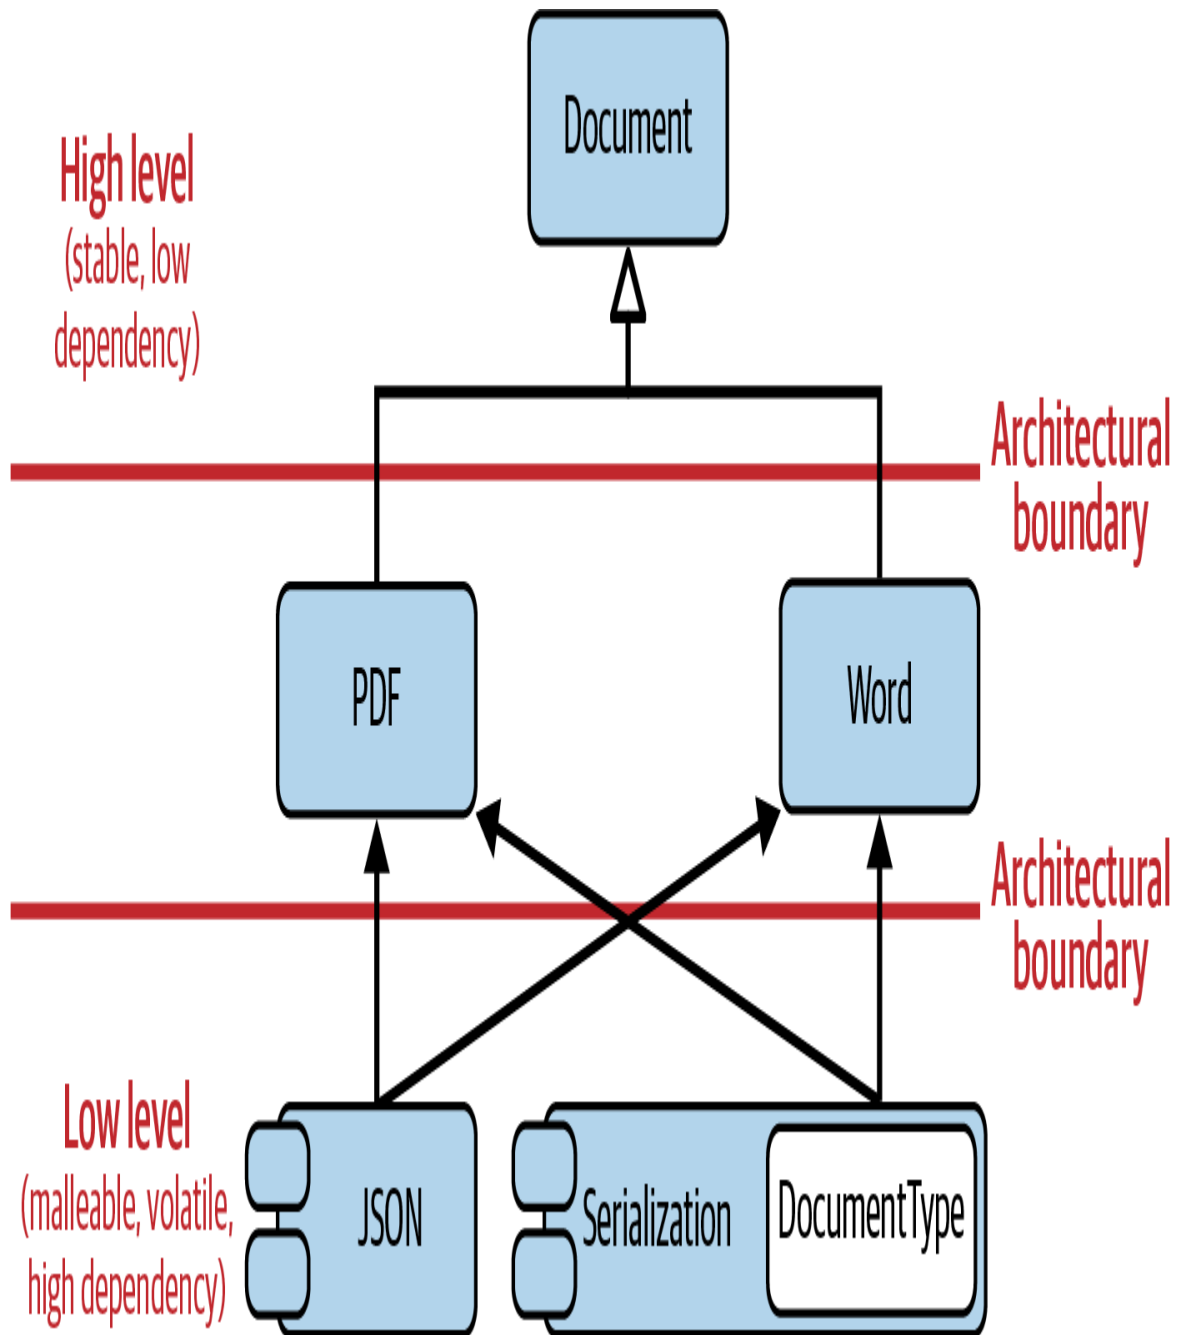 Document
High level
(stable, low
dependency)
Architectural
boundary
PDF
Word
Architectural
boundary
Low level
(malleable, volatile,
high dependency)
JSON
Serialization
DocumentType